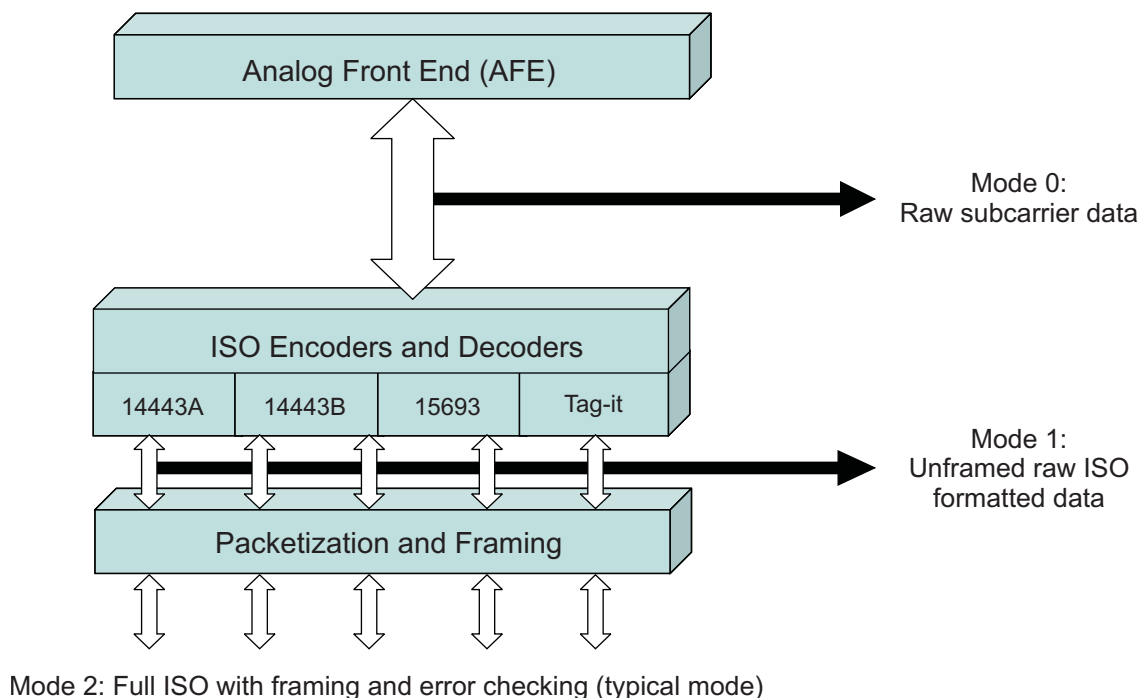 Analog Front End (AFE)
Mode 0:
Raw subcarrier data
ISO Encoders and Decoders
14443A
14443B
15693
Tag-it
Mode 1:
Unframed raw ISO
formatted data
Packetization and Framing
Mode 2: Full ISO with framing and error checking (typical mode)